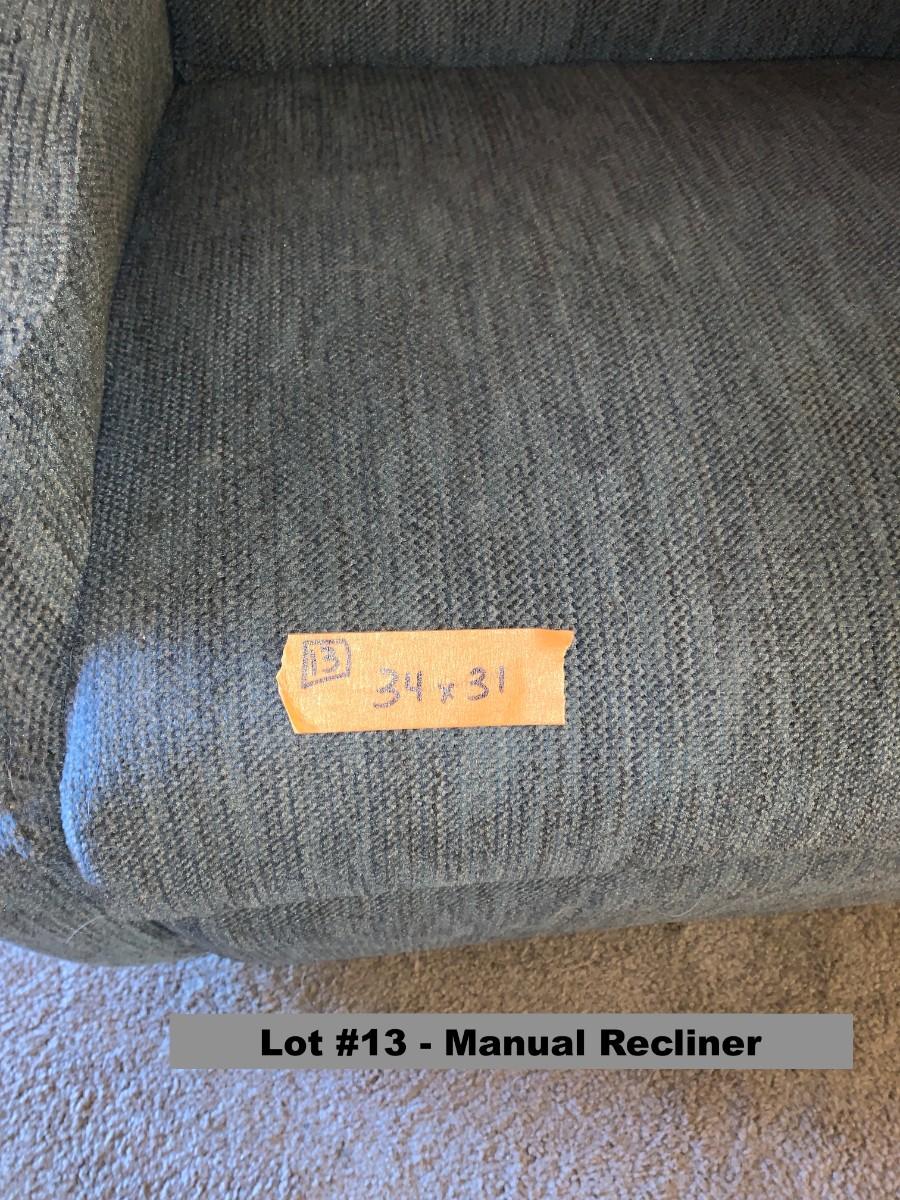 13
34 x 31
Lot #13 - Manual Recliner